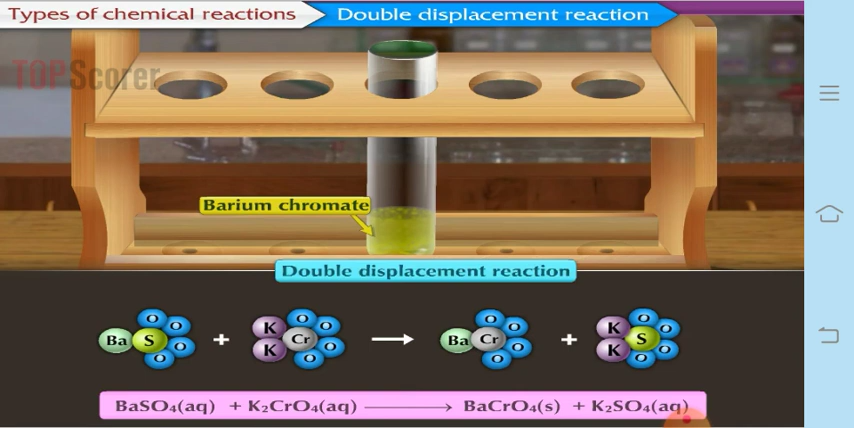 Types of chemical reactions
Double displacement reaction
TOPScorer
Barium chromate
Double displacement reaction
Ba S O O O O + K K Cr O O O O → Ba Cr O O O O + K K S O O O O
BaSO₄(aq) + K₂CrO₄(aq) ⟶ BaCrO₄(s) + K₂SO₄(aq)